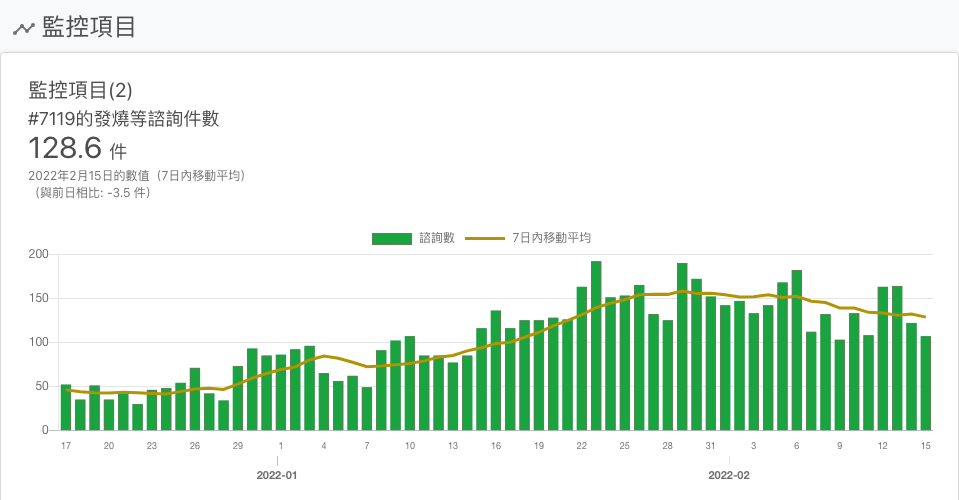 監控項目
監控項目(2)
#7119的發燒等諮詢件數
128.6 件
2022年2月15日的數值（7日內移動平均）
（與前日相比: -3.5 件）
諮詢數 7日內移動平均
200
150
100
50
0
17 20 23 26 29 1 4 7 10 13 16 19 22 25 28 31 3 6 9 12 15
2022-01 2022-02